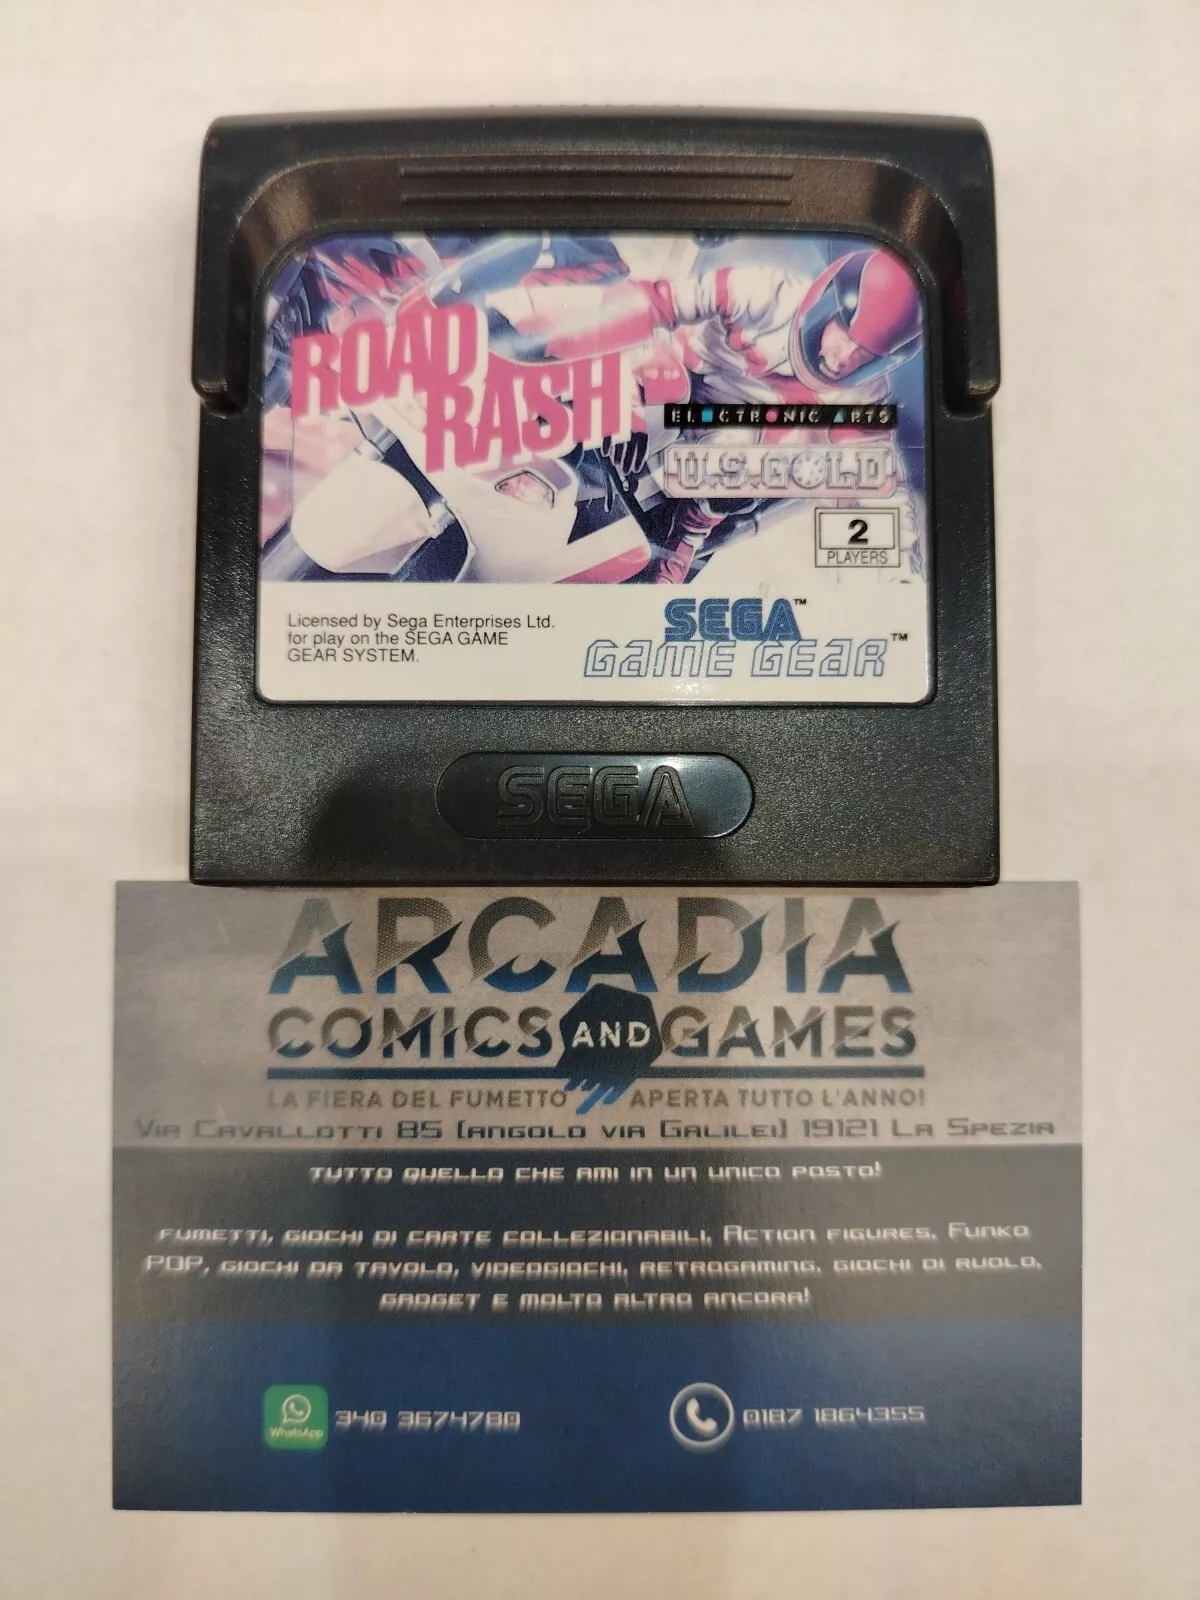 ROAD
RASH
ELECTRONIC ARTS
U.S. GOLD
2
PLAYERS
Licensed by Sega Enterprises Ltd.
for play on the SEGA GAME
GEAR SYSTEM.
SEGA™
GAME GEAR™
SEGA
ARCADIA
COMICS AND GAMES
LA FIERA DEL FUMETTO APERTA TUTTO L'ANNO!
Via Cavallotti 85 (angolo via Galilei) 19121 La Spezia
TUTTO QUELLO CHE AMI IN UN UNICO POSTO!
FUMETTI, GIOCHI DI CARTE COLLEZIONABILI, ACTION FIGURES, FUNKO
POP, GIOCHI DA TAVOLO, VIDEOGIOCHI, RETROGAMING, GIOCHI DI RUOLO,
GADGET E MOLTO ALTRO ANCORA!
WhatsApp
340 3674780
0187 1864355